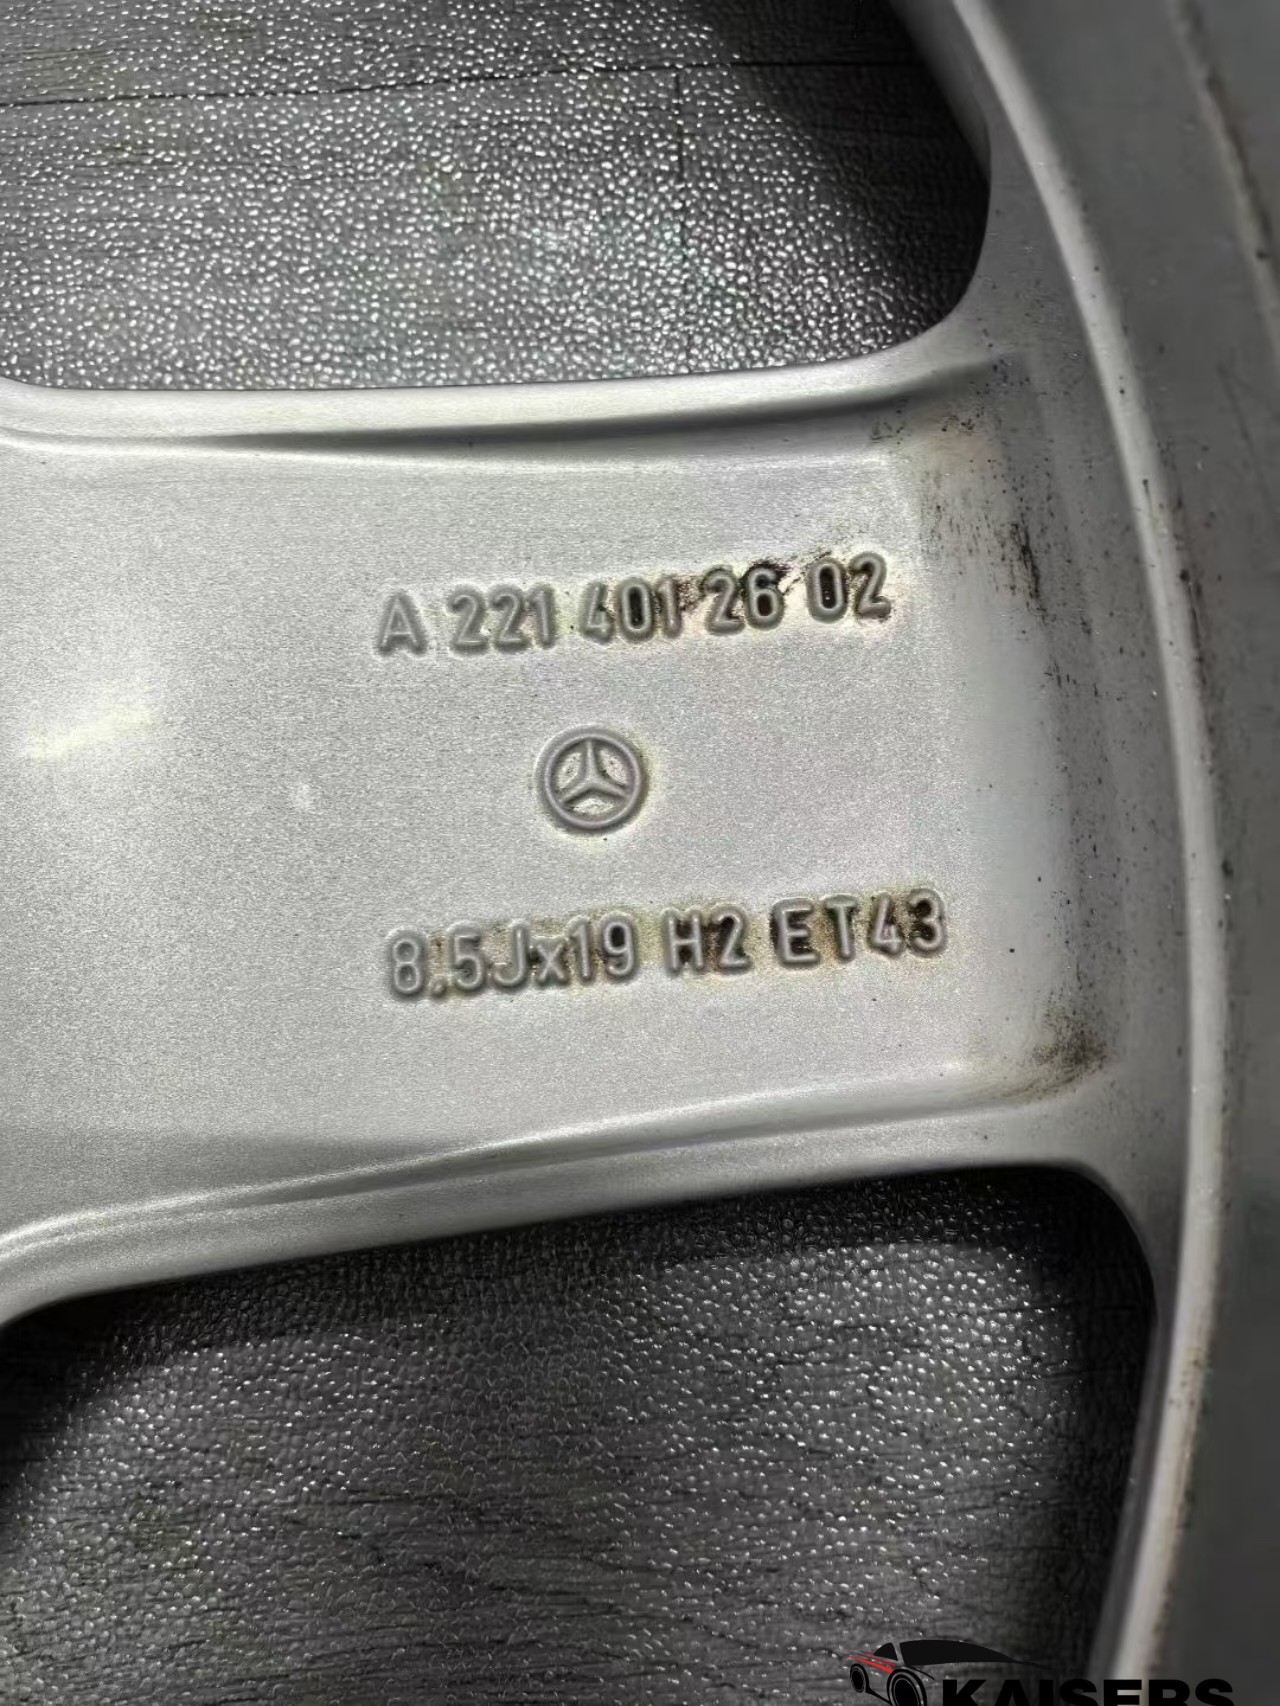 A 221 401 26 02
8.5Jx19 H2 ET43
KAISERS